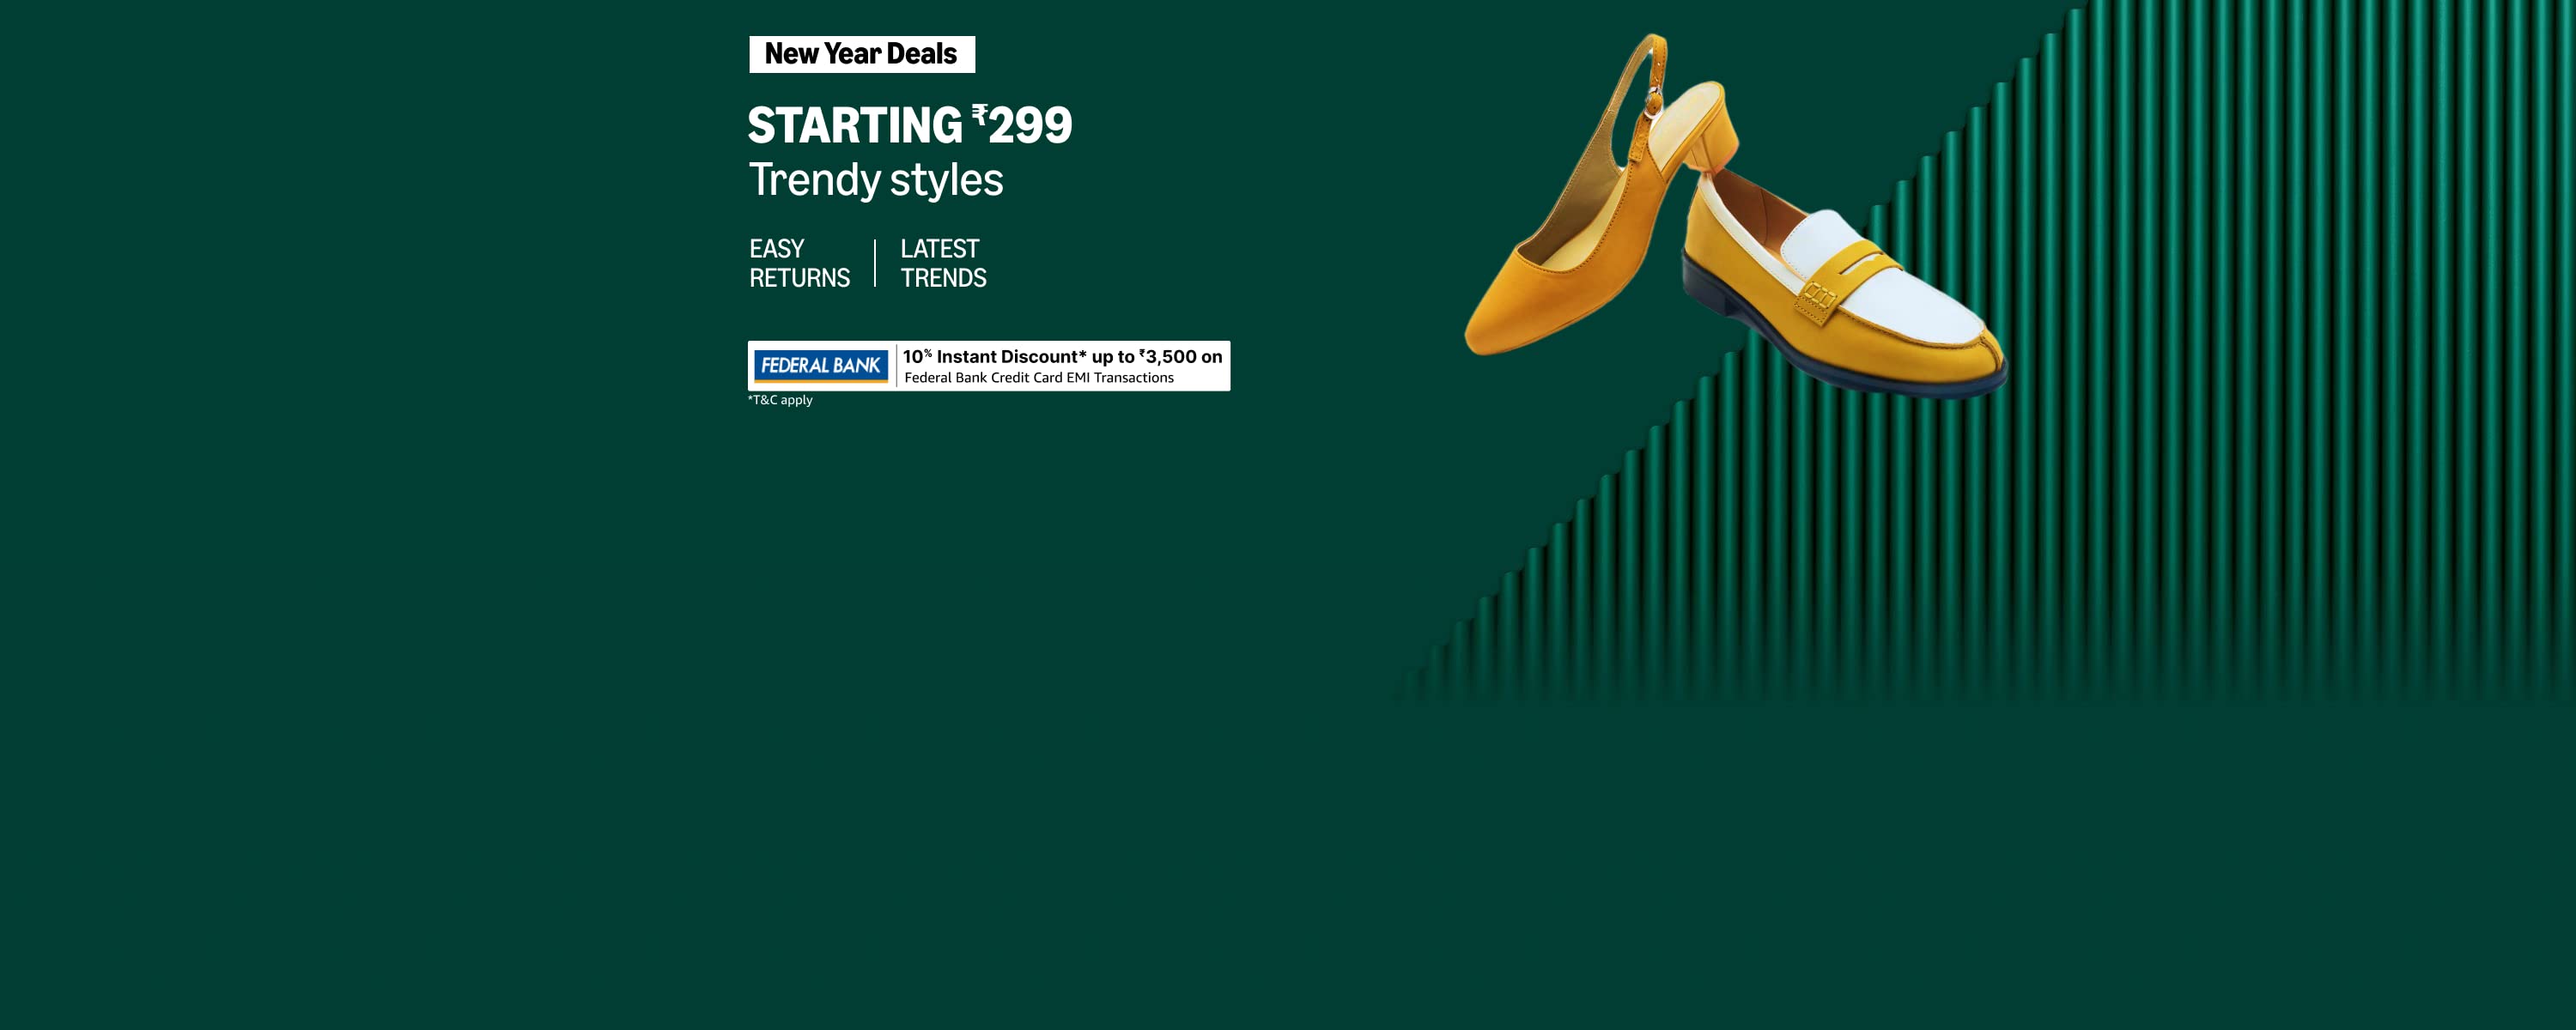 New Year Deals
STARTING ₹299
Trendy styles
EASY
RETURNS
LATEST
TRENDS
FEDERAL BANK
10% Instant Discount* up to ₹3,500 on
Federal Bank Credit Card EMI Transactions
*T&C apply